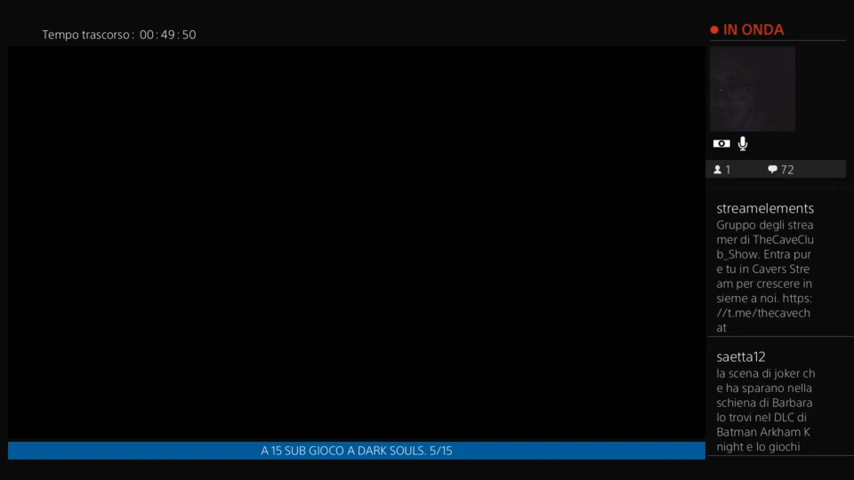 Tempo trascorso: 00:49:50
IN ONDA
1 72
streamelements
Gruppo degli strea
mer di TheCaveClu
b_Show. Entra pur
e tu in Cavers Stre
am per crescere in
sieme a noi. https:
//t.me/thecavech
at
saetta12
la scena di joker ch
e ha sparano nella
schiena di Barbara
lo trovi nel DLC di
Batman Arkham K
night e lo giochi
A 15 SUB GIOCO A DARK SOULS. 5/15